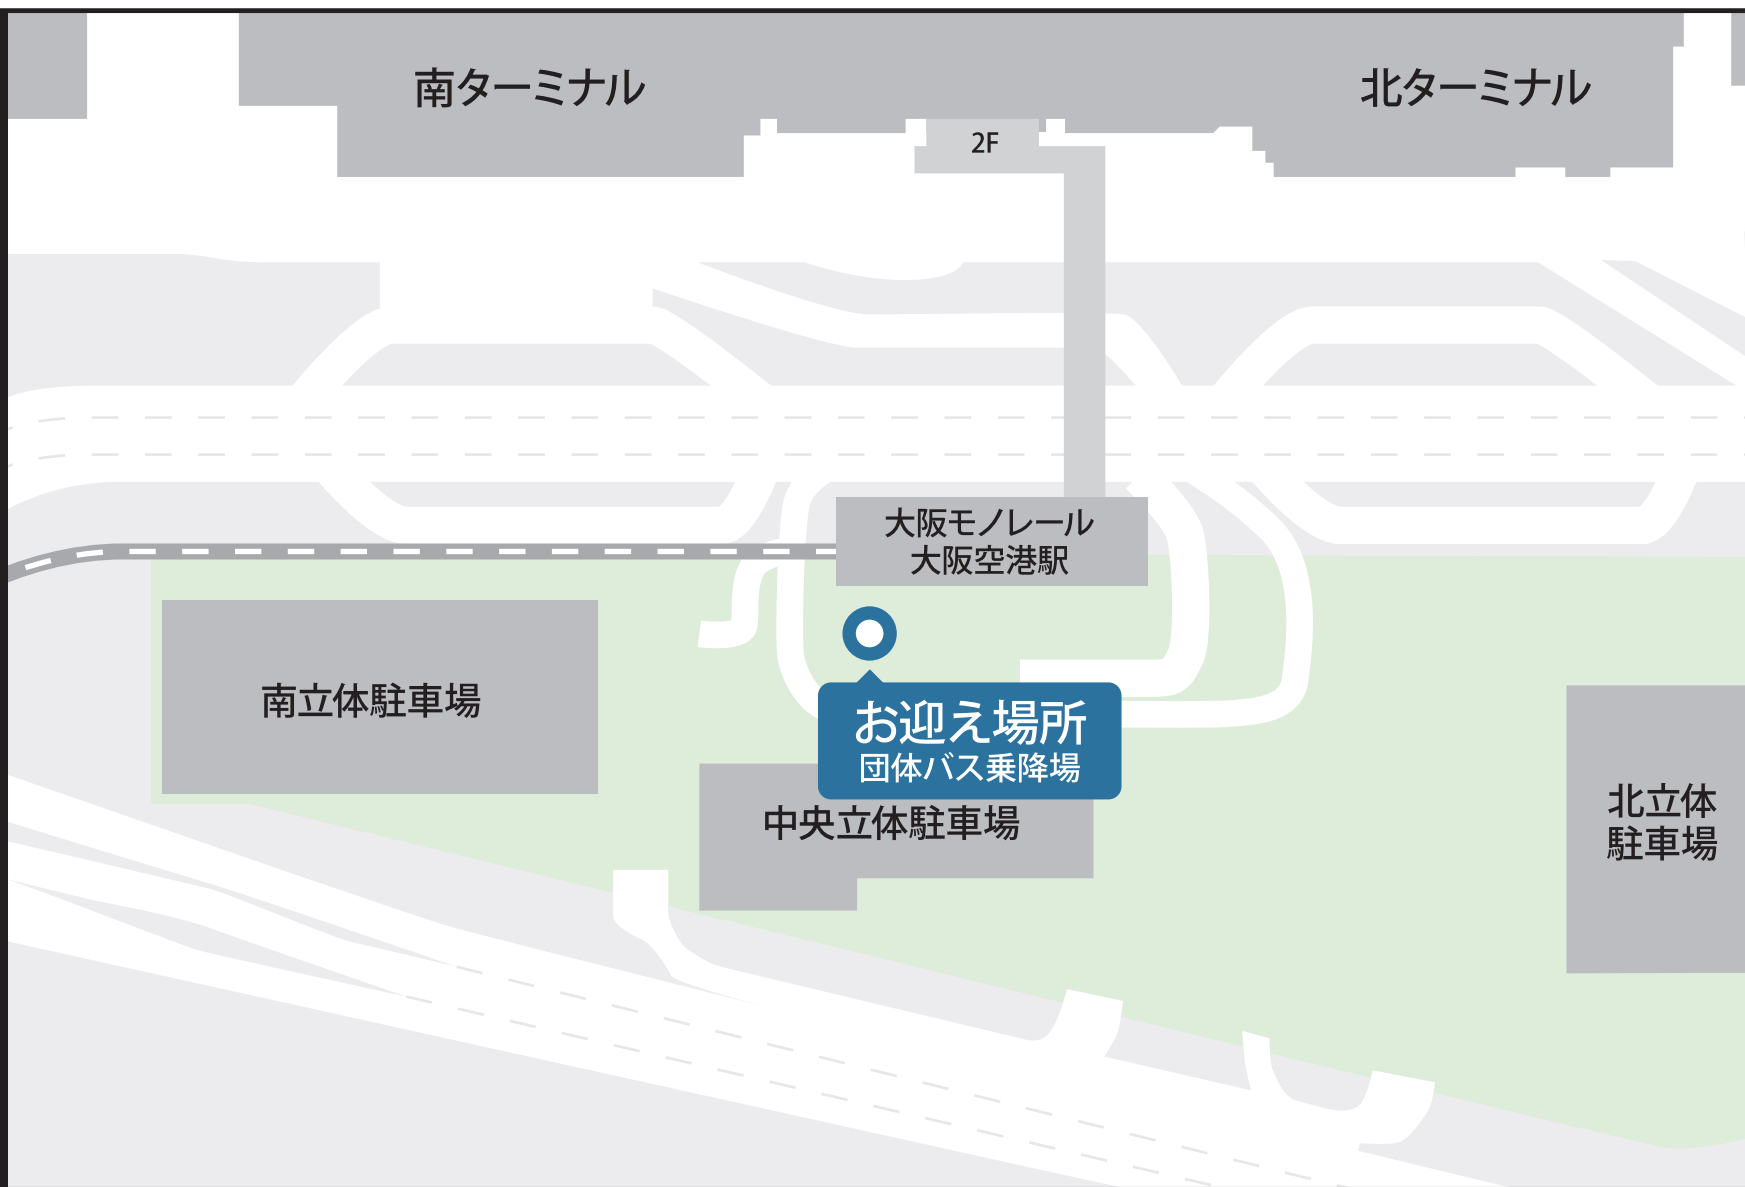 南ターミナル
北ターミナル
2F
大阪モノレール
大阪空港駅
南立体駐車場
お迎え場所
団体バス乗降場
中央立体駐車場
北立体
駐車場